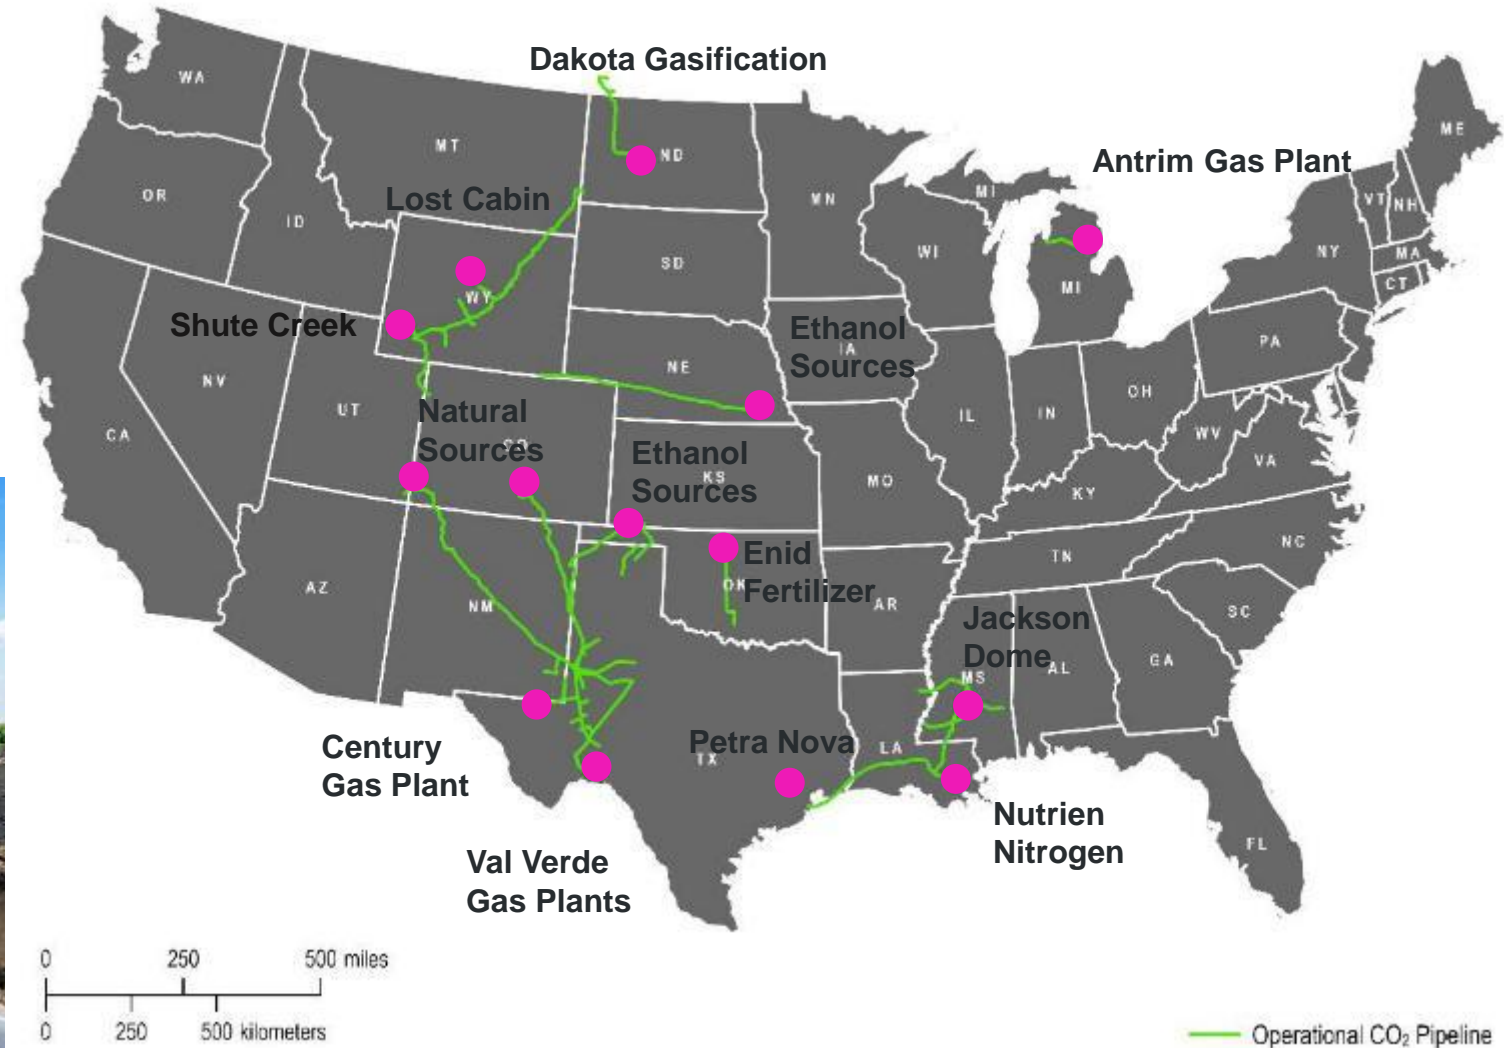 Dakota Gasification
WA
MT
ND
ME
Antrim Gas Plant
OR
ID
Lost Cabin
MN
MI
VT
NH
WI
NY
MA
SD
WY
MI
CT
Shute Creek
Ethanol
Sources
IA
PA
NV
NE
OH
UT
Natural
Sources
CO
IL
IN
CA
WV
VA
Ethanol
Sources
KS
MO
KY
Enid
Fertilizer
OK
NC
TN
AZ
NM
AR
SC
Jackson
Dome
MS
AL
GA
Century
Gas Plant
Petra Nova
TX
LA
Nutrien
Nitrogen
FL
Val Verde
Gas Plants
0 250 500 miles
0 250 500 kilometers
Operational CO₂ Pipeline